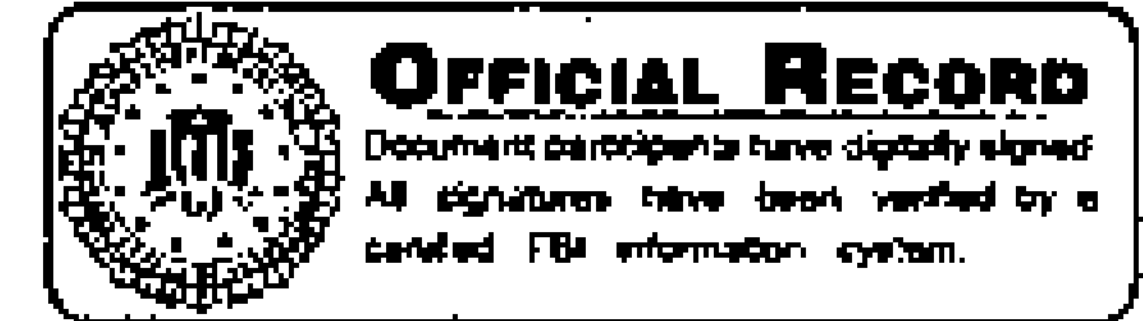 OFFICIAL RECORD
Document participants have digitally signed.
All signatures have been verified by a
certified FBI information system.